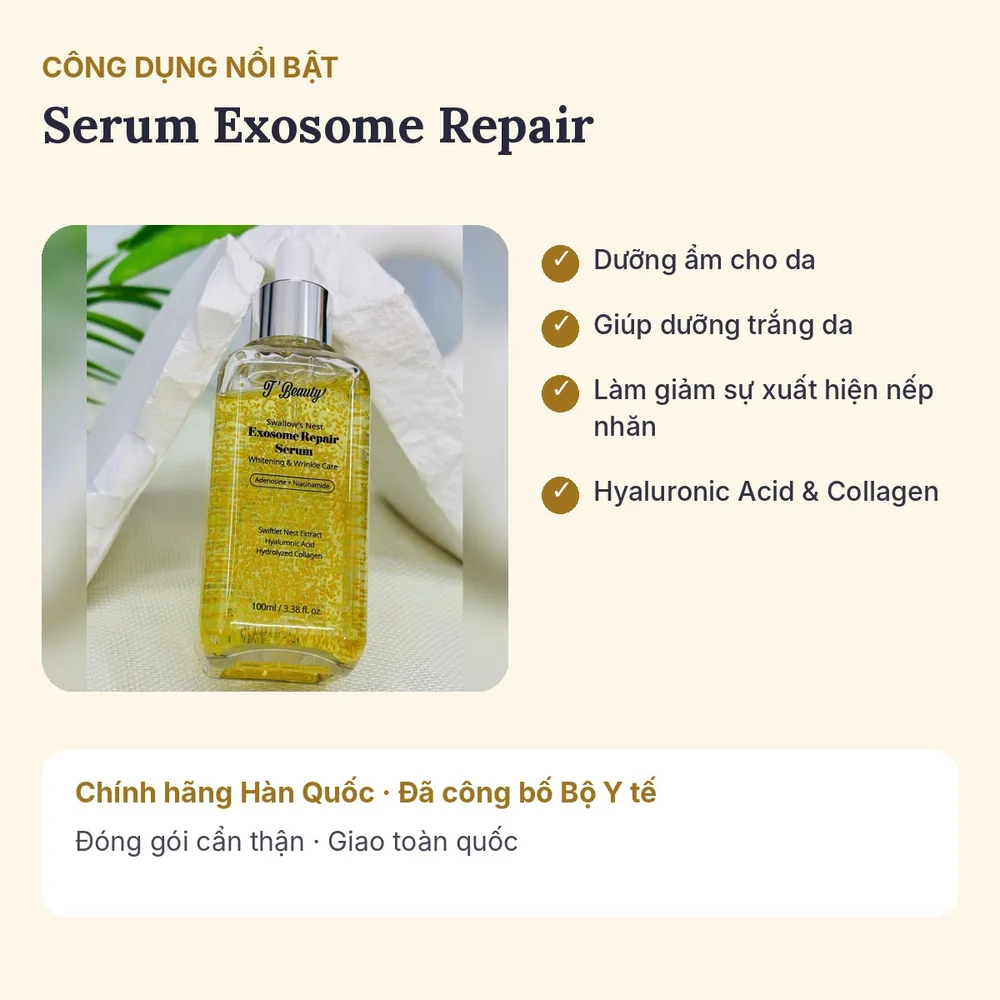 CÔNG DỤNG NỔI BẬT
Serum Exosome Repair
T' Beauty
Swallow's Nest
Exosome Repair
Serum
Whitening & Wrinkle Care
Adenosine + Niacinamide
Swiftlet Nest Extract
Hyaluronic Acid
Hydrolyzed Collagen
100ml / 3.38 fl. oz.
✓ Dưỡng ẩm cho da
✓ Giúp dưỡng trắng da
✓ Làm giảm sự xuất hiện nếp
nhăn
✓ Hyaluronic Acid & Collagen
Chính hãng Hàn Quốc · Đã công bố Bộ Y tế
Đóng gói cẩn thận · Giao toàn quốc